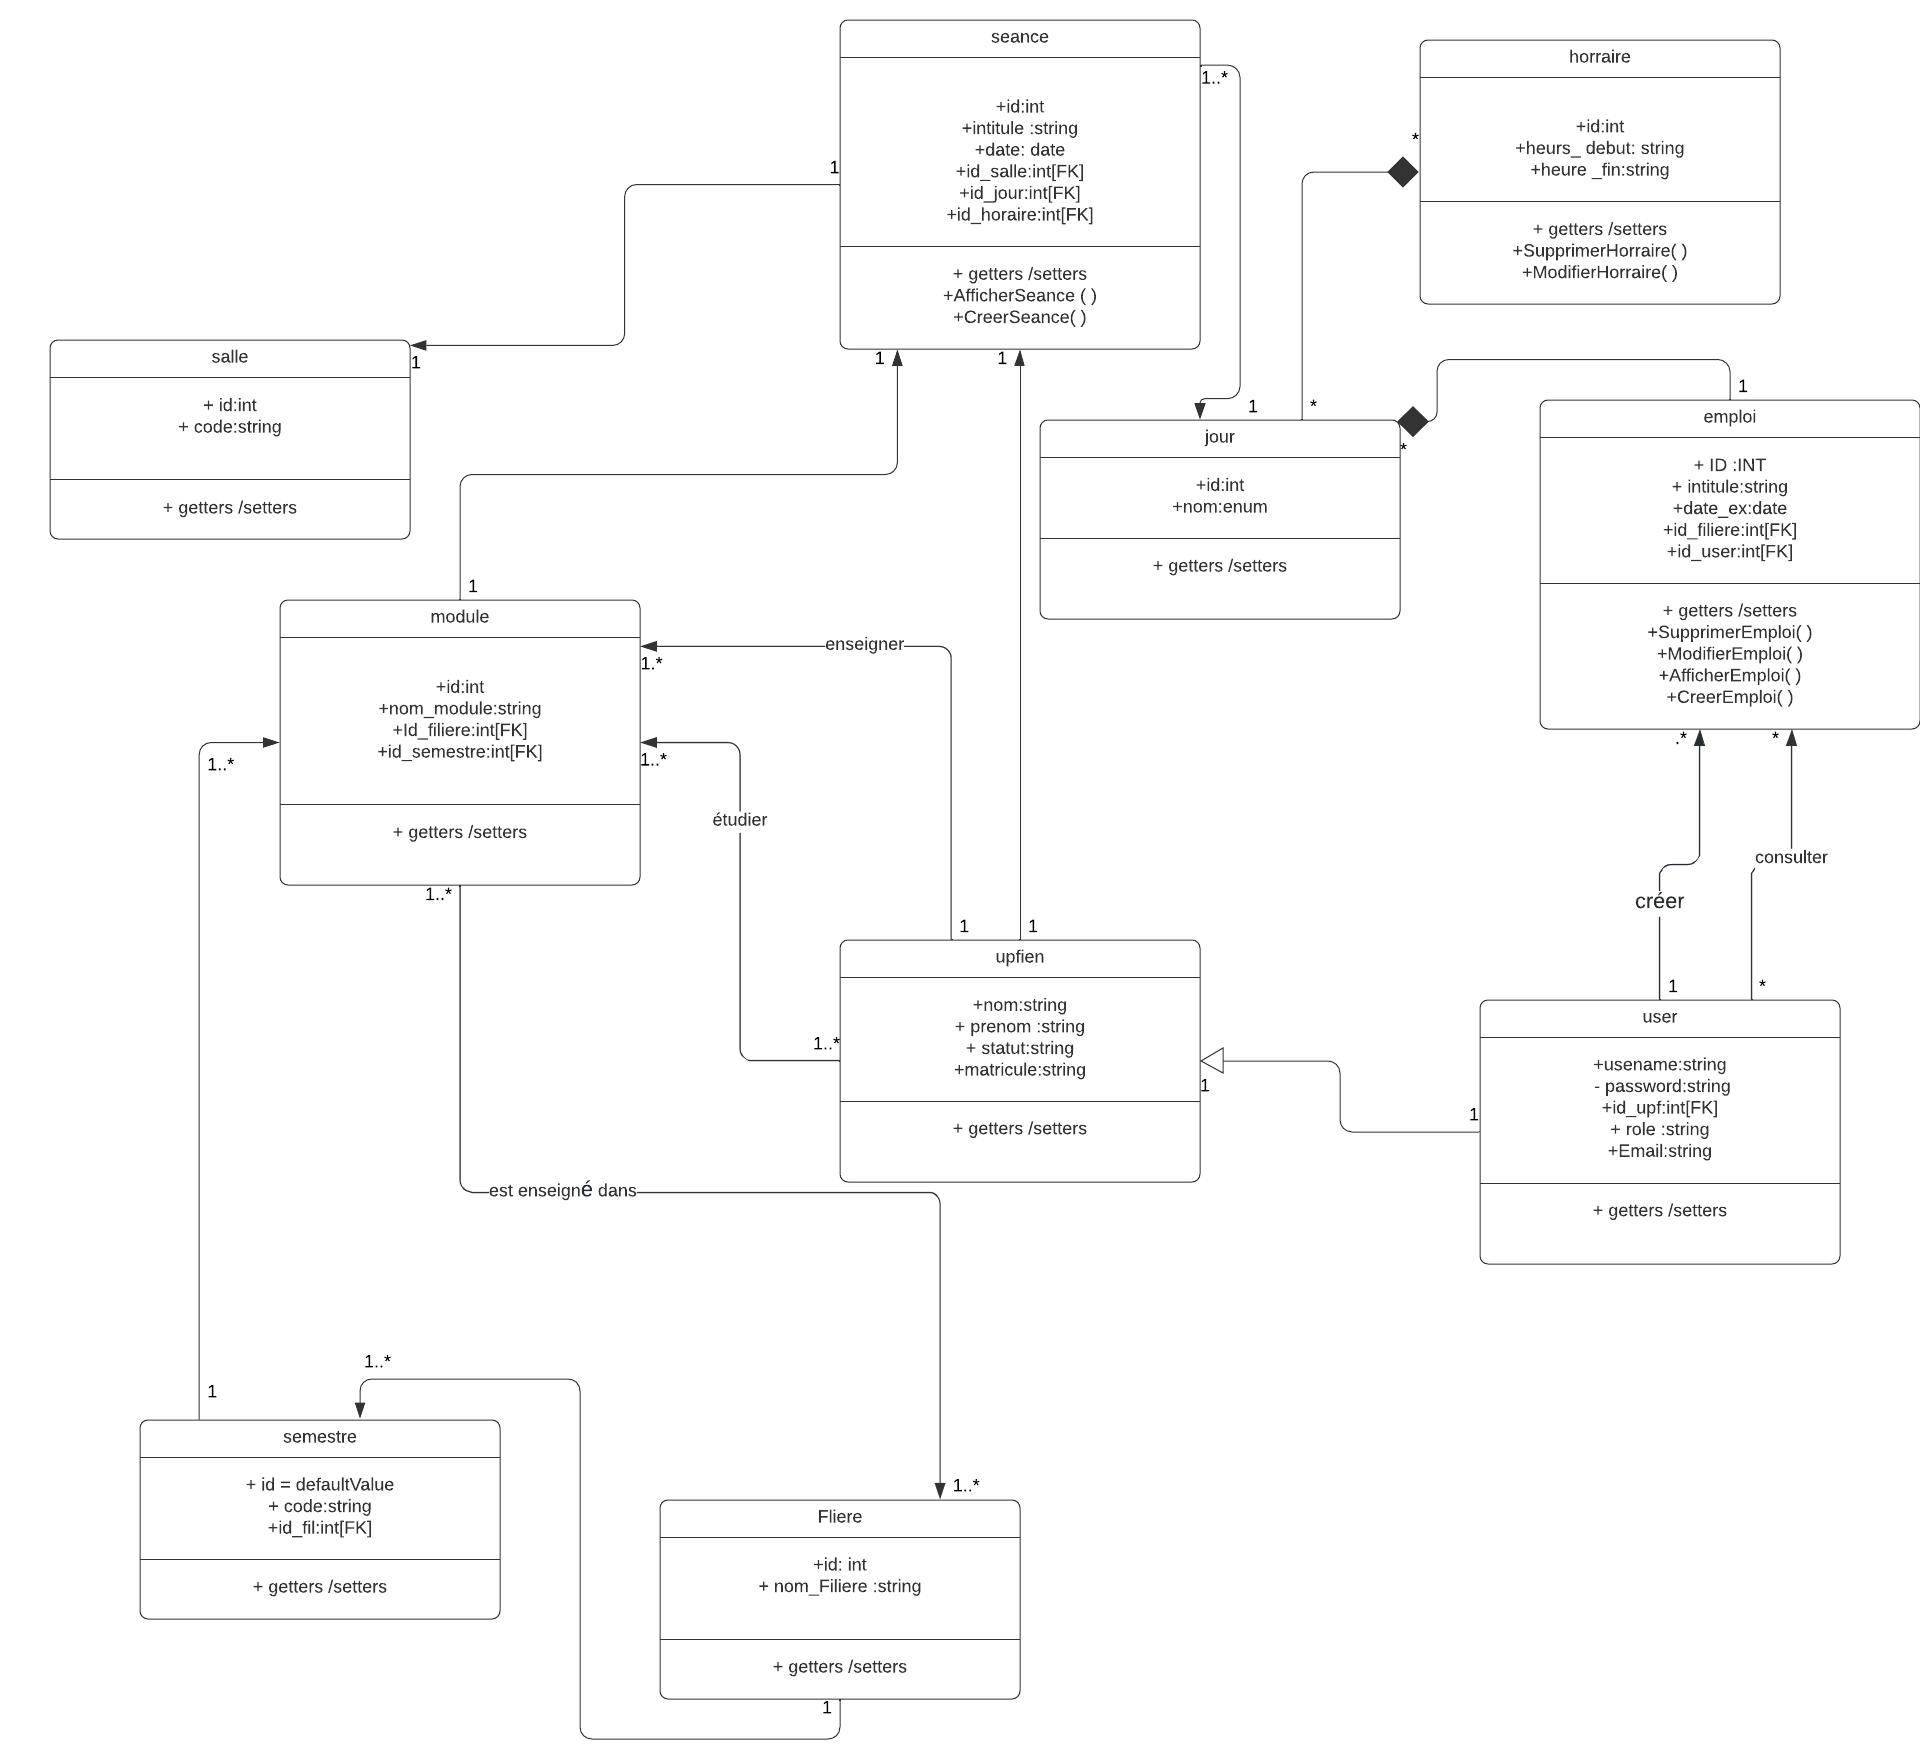 seance
+id:int
+intitule :string
+date: date
+id_salle:int[FK]
+id_jour:int[FK]
+id_horaire:int[FK]
+ getters /setters
+AfficherSeance ( )
+CreerSeance( )
1..*
1
1
1
1
horraire
+id:int
+heurs_ debut: string
+heure _fin:string
+ getters /setters
+SupprimerHorraire( )
+ModifierHorraire( )
*
salle
+ id:int
+ code:string
+ getters /setters
1
*
*
jour
+id:int
+nom:enum
+ getters /setters
1
emploi
+ ID :INT
+ intitule:string
+date_ex:date
+id_filiere:int[FK]
+id_user:int[FK]
+ getters /setters
+SupprimerEmploi( )
+ModifierEmploi( )
+AfficherEmploi( )
+CreerEmploi( )
.*
*
1
module
+id:int
+nom_module:string
+Id_filiere:int[FK]
+id_semestre:int[FK]
+ getters /setters
enseigner
1.*
1..*
1..*
étudier
1..*
consulter
créer
1
1
1
*
upfien
+nom:string
+ prenom :string
+ statut:string
+matricule:string
+ getters /setters
1..*
1
1
user
+usename:string
- password:string
+id_upf:int[FK]
+ role :string
+Email:string
+ getters /setters
est enseigné dans
1..*
1
semestre
+ id = defaultValue
+ code:string
+id_fil:int[FK]
+ getters /setters
1..*
Fliere
+id: int
+ nom_Filiere :string
+ getters /setters
1